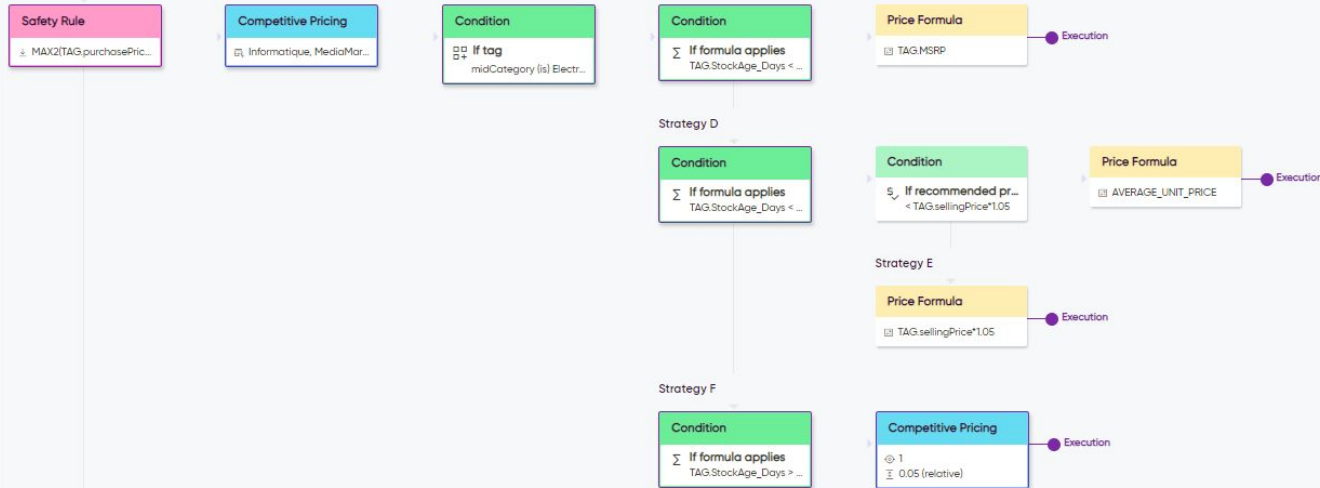 Safety Rule
MAX2(TAG.purchasePric...
Competitive Pricing
Informatique, MediaMar...
Condition
If tag
midCategory (is) Electr...
Condition
If formula applies
TAG.StockAge_Days < ...
Price Formula
TAG.MSRP
Execution
Strategy D
Condition
If formula applies
TAG.StockAge_Days < ...
Condition
If recommended pr...
< TAG.sellingPrice*1.05
Price Formula
AVERAGE_UNIT_PRICE
Execution
Strategy E
Price Formula
TAG.sellingPrice*1.05
Execution
Strategy F
Condition
If formula applies
TAG.StockAge_Days > ...
Competitive Pricing
1
0.05 (relative)
Execution